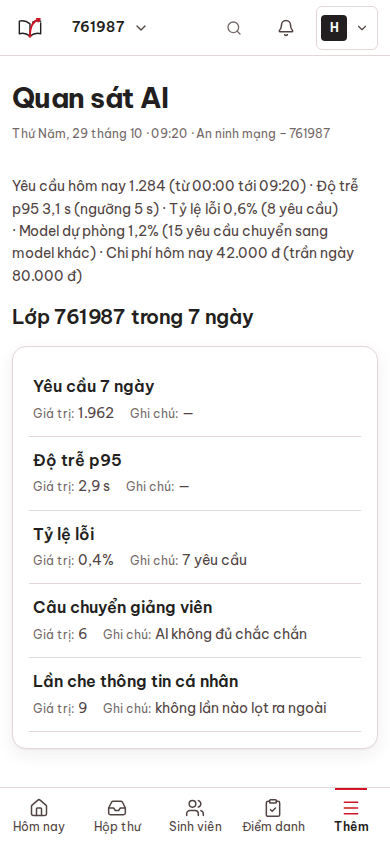 761987
H
Quan sát AI
Thứ Năm, 29 tháng 10 · 09:20 · An ninh mạng – 761987
Yêu cầu hôm nay 1.284 (từ 00:00 tới 09:20) · Độ trễ
p95 3,1 s (ngưỡng 5 s) · Tỷ lệ lỗi 0,6% (8 yêu cầu)
· Model dự phòng 1,2% (15 yêu cầu chuyển sang
model khác) · Chi phí hôm nay 42.000 đ (trần ngày
80.000 đ)
Lớp 761987 trong 7 ngày
Yêu cầu 7 ngày
Giá trị: 1.962 Ghi chú: —
Độ trễ p95
Giá trị: 2,9 s Ghi chú: —
Tỷ lệ lỗi
Giá trị: 0,4% Ghi chú: 7 yêu cầu
Câu chuyển giảng viên
Giá trị: 6 Ghi chú: AI không đủ chắc chắn
Lần che thông tin cá nhân
Giá trị: 9 Ghi chú: không lần nào lọt ra ngoài
Hôm nay Hộp thư Sinh viên Điểm danh Thêm